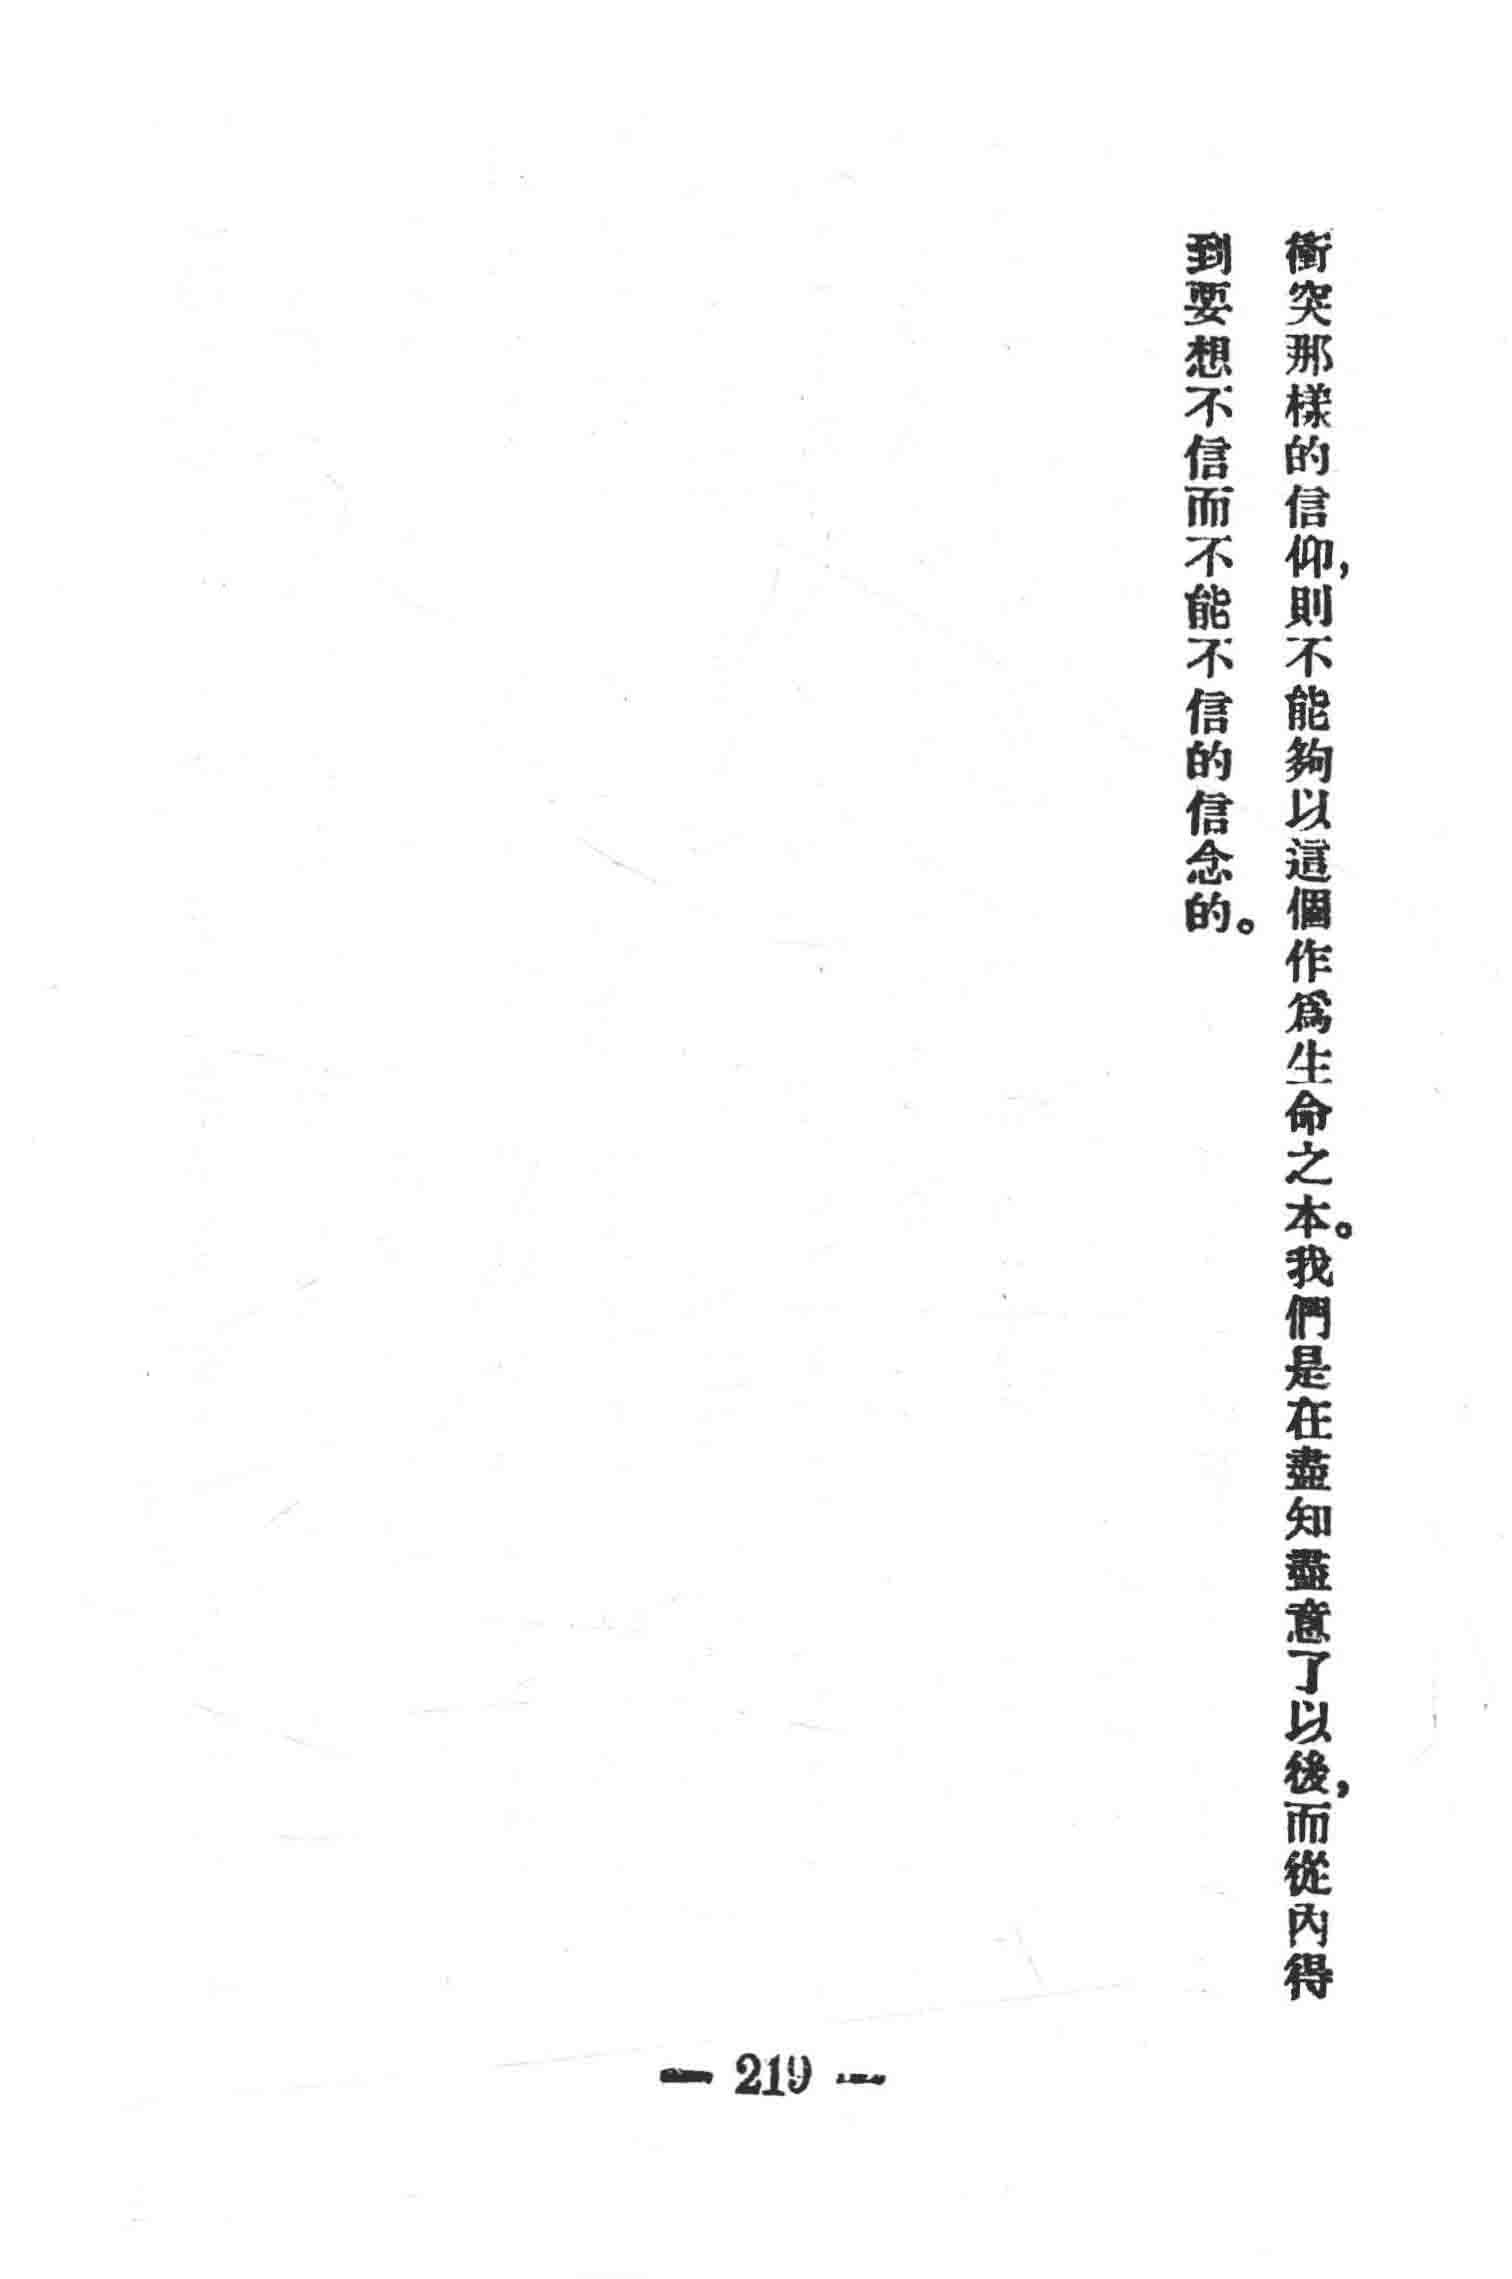 衝突那樣的信仰，則不能夠以這個作爲生命之本。我們是在盡知盡意了以後，而從內得
到要想不信而不能不信的信念的。
— 219 —